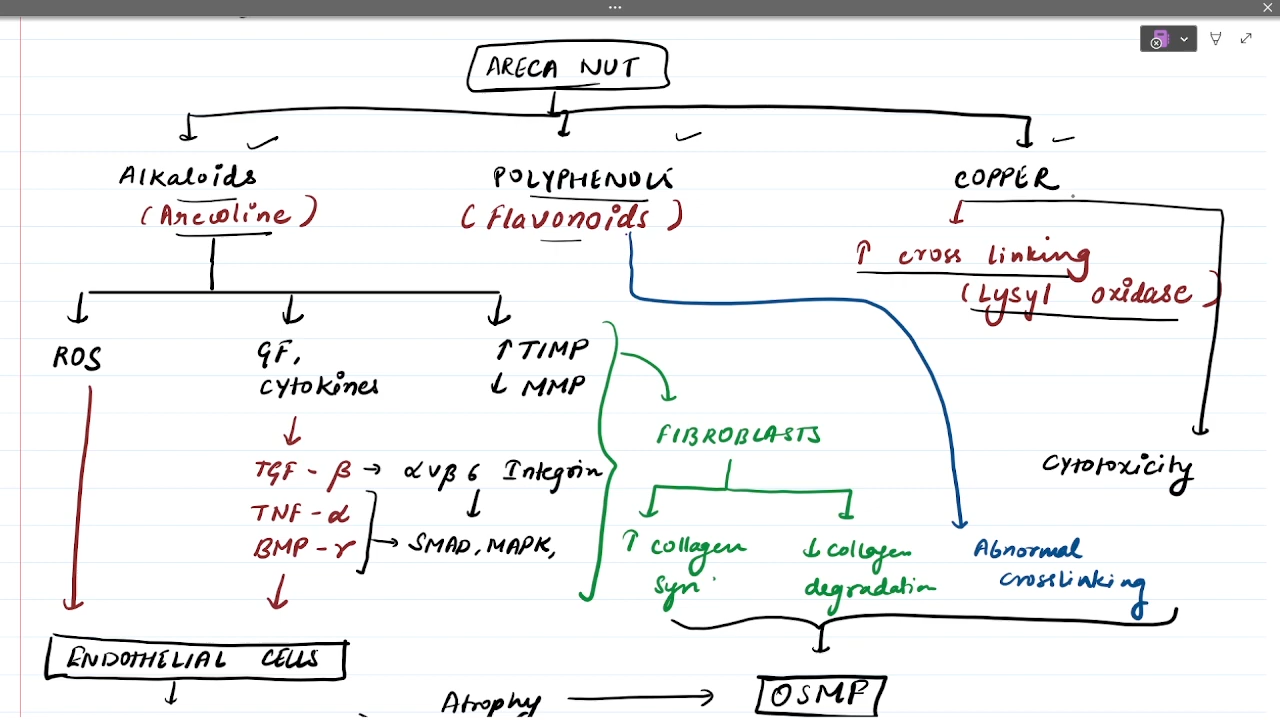 ARECA NUT
Alkaloids
(Arecoline)
POLYPHENOLS
(Flavonoids)
COPPER
↑ cross linking
(Lysyl oxidase)
ROS
GF,
cytokines
↑ TIMP
↓ MMP
FIBROBLASTS
Cytotoxicity
TGF - β → αvβ6 Integrin
TNF - α
BMP - γ
→ SMAD, MAPK,
↑ collagen
syn.
↓ collagen
degradation
Abnormal
crosslinking
ENDOTHELIAL CELLS
Atrophy
OSMF